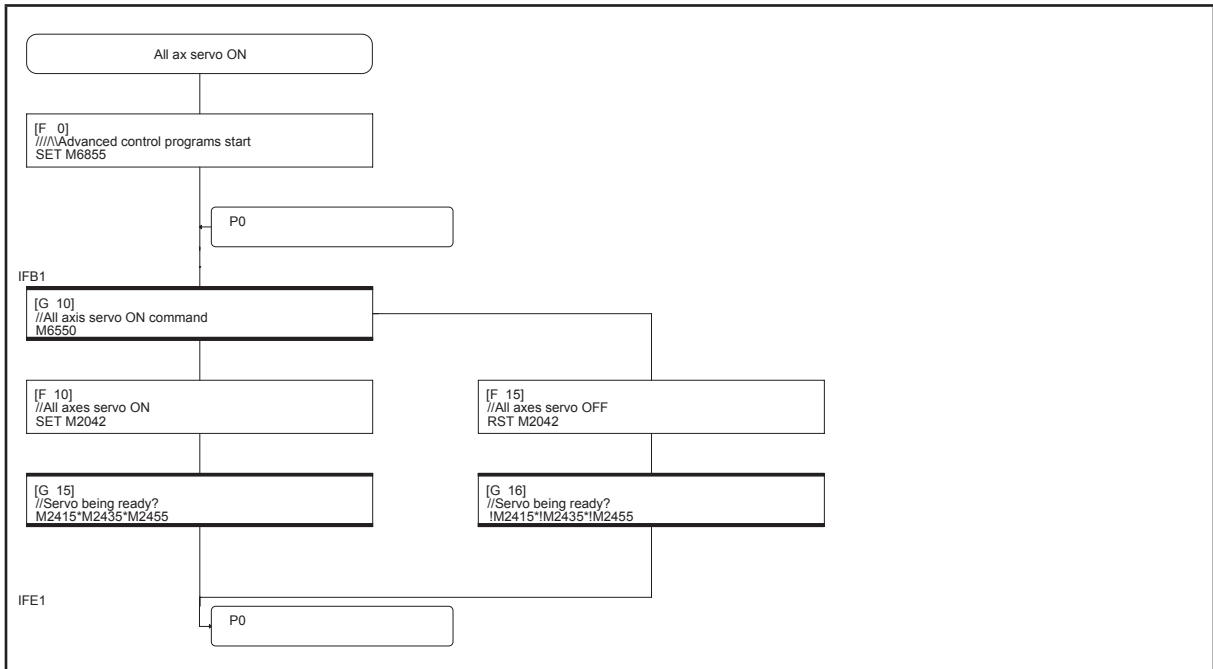 All ax servo ON
[F 0]
////\\Advanced control programs start
SET M6855
P0
IFB1
[G 10]
//All axis servo ON command
M6550
[F 10]
//All axes servo ON
SET M2042
[F 15]
//All axes servo OFF
RST M2042
[G 15]
//Servo being ready?
M2415*M2435*M2455
[G 16]
//Servo being ready?
!M2415*!M2435*!M2455
IFE1
P0